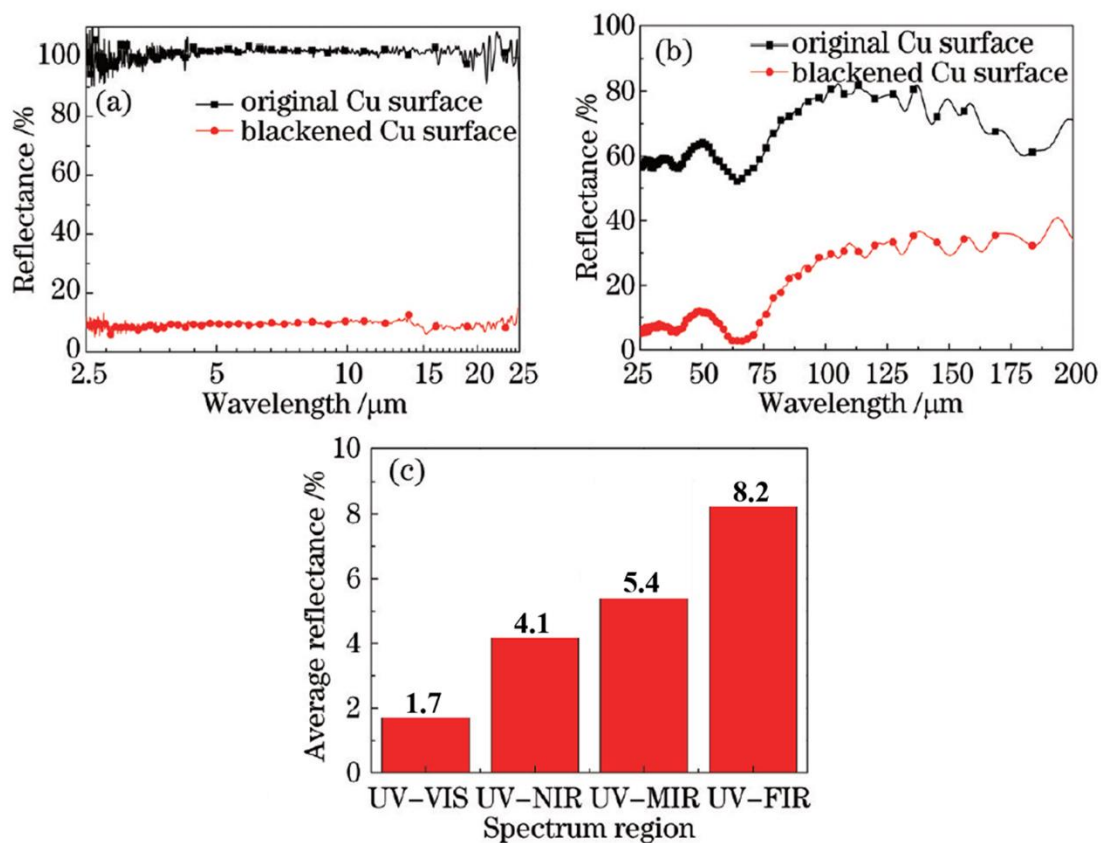 100
80
60
40
20
0
Reflectance /%
(a)
original Cu surface
blackened Cu surface
2.5 5 10 15 20 25
Wavelength /μm
100
80
60
40
20
0
Reflectance /%
(b)
original Cu surface
blackened Cu surface
25 50 75 100 125 150 175 200
Wavelength /μm
10
8
6
4
2
0
Average reflectance /%
(c)
1.7
4.1
5.4
8.2
UV–VIS UV–NIR UV–MIR UV–FIR
Spectrum region